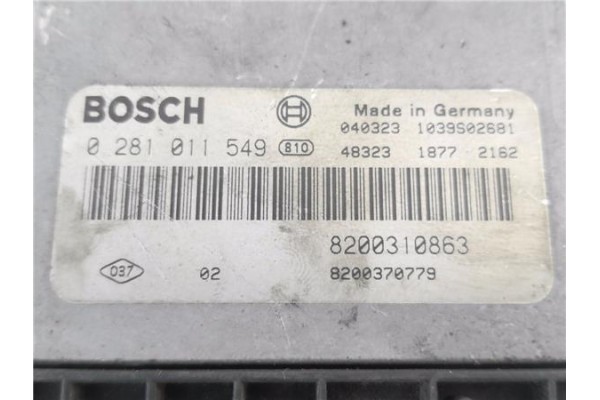 BOSCH
Made in Germany
040323 1039S02681
0 281 011 549 810
48323 1877 2162
8200310863
037 02 8200370779